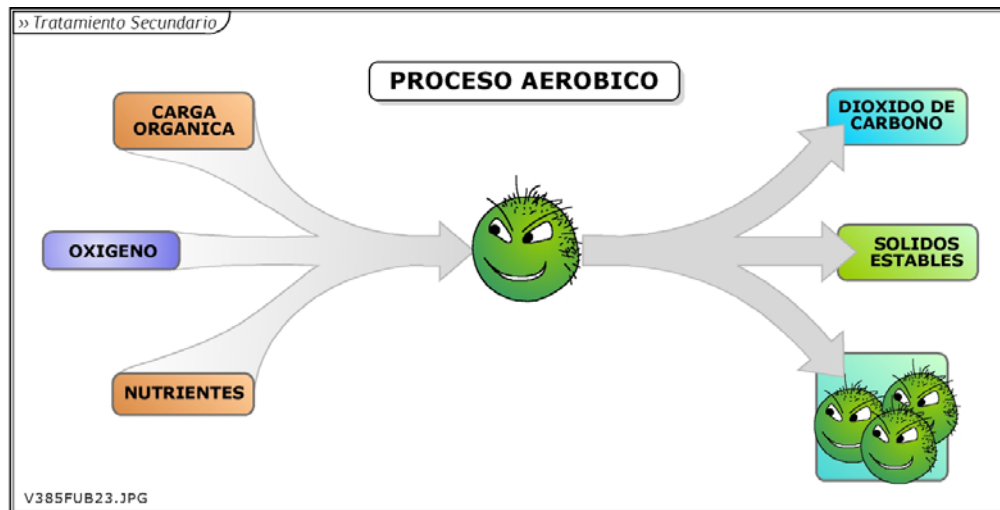 ›› Tratamiento Secundario
PROCESO AEROBICO
CARGA
ORGANICA
OXIGENO
NUTRIENTES
DIOXIDO DE
CARBONO
SOLIDOS
ESTABLES
V385FUB23.JPG